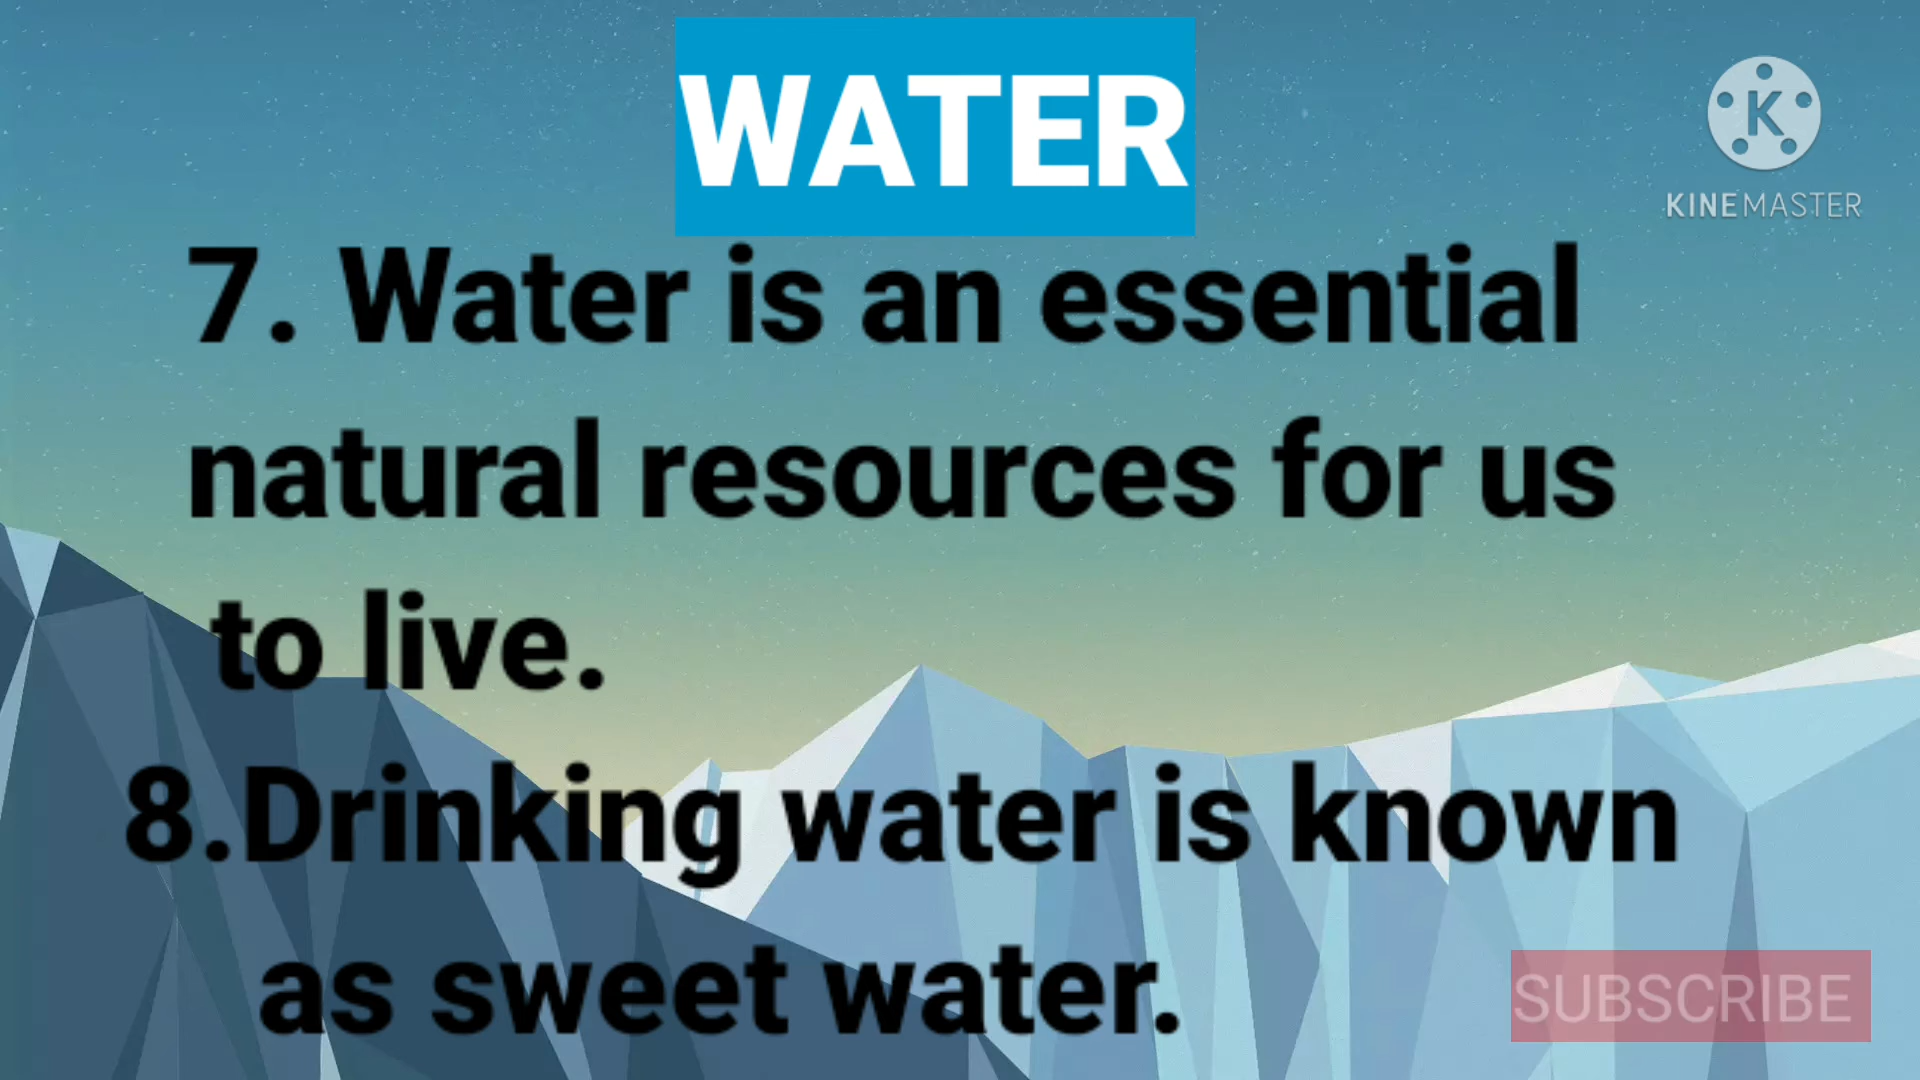 WATER
K
KINEMASTER
7. Water is an essential
natural resources for us
to live.
8.Drinking water is known
as sweet water.
SUBSCRIBE